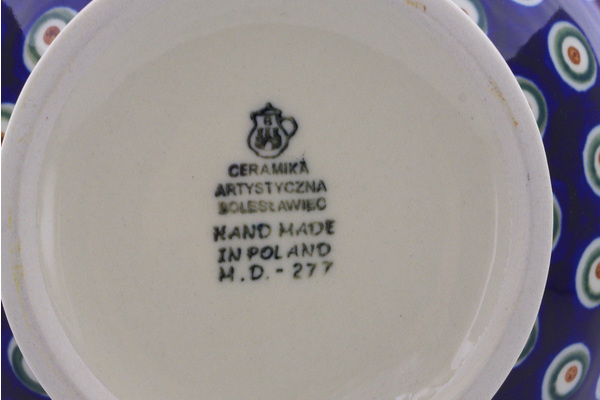 B
CERAMIKA
ARTYSTYCZNA
BOLESŁAWIEC
HAND MADE
IN POLAND
M.D.-277